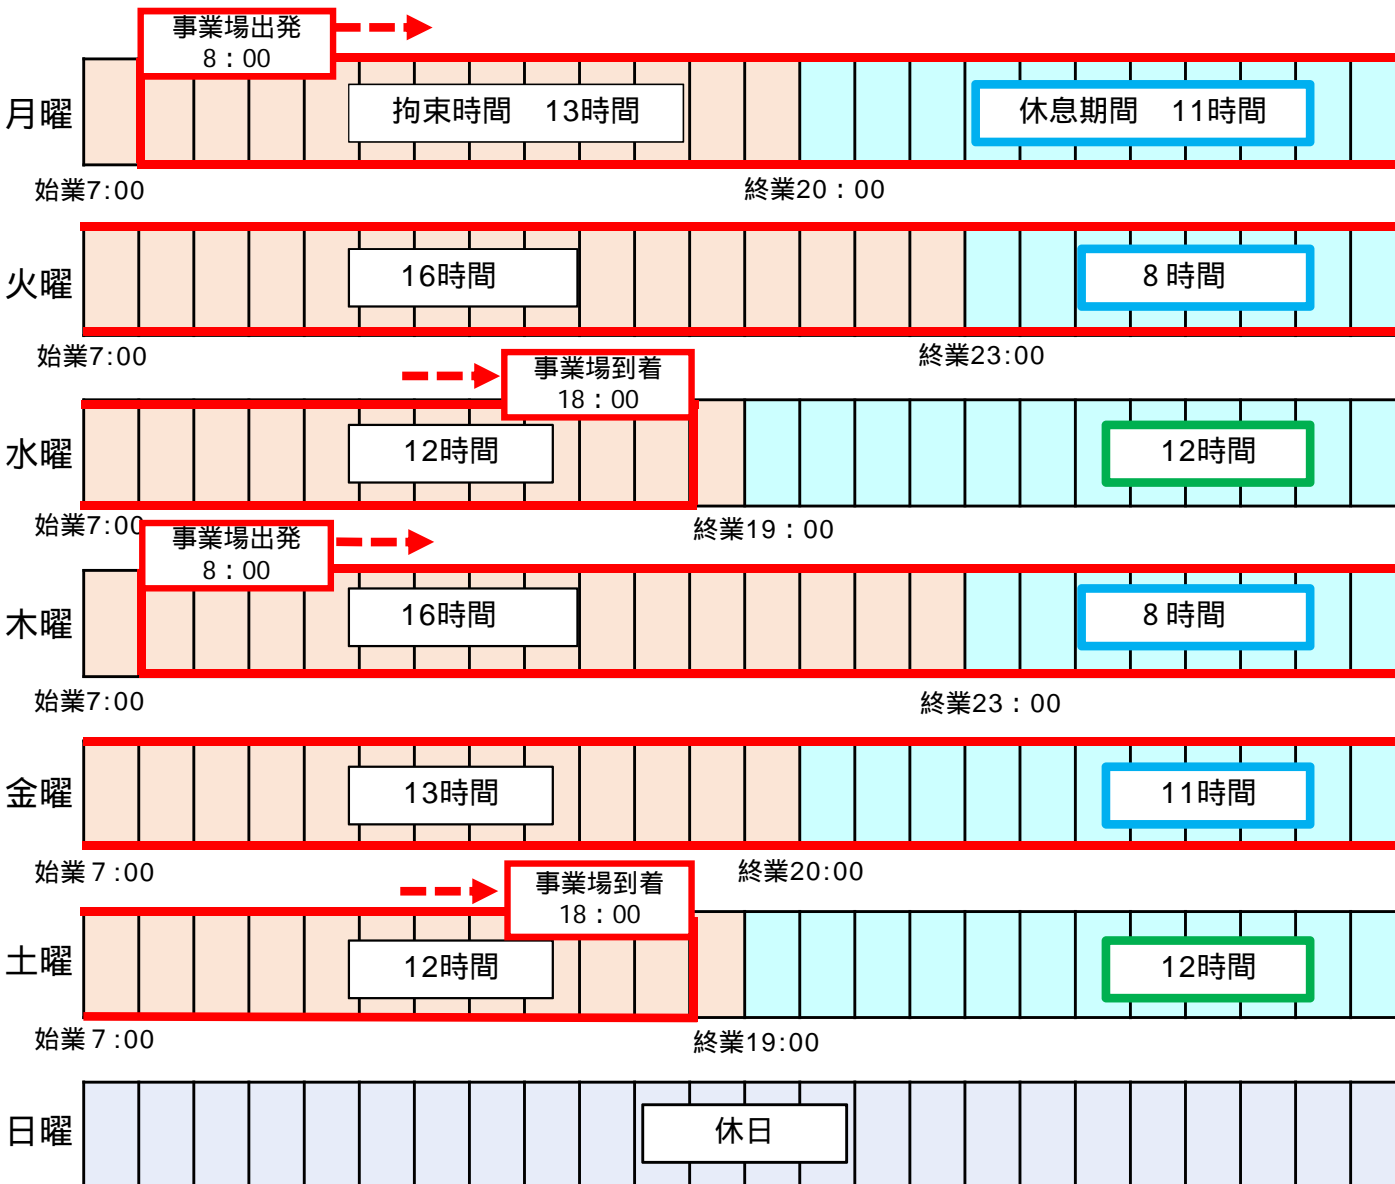 事業場出発
8：00
月曜
拘束時間　13時間
休息期間　11時間
始業7:00
終業20：00
火曜
16時間
８時間
始業7:00
終業23:00
事業場到着
18：00
水曜
12時間
12時間
始業7:00
終業19：00
事業場出発
8：00
木曜
16時間
８時間
始業7:00
終業23：00
金曜
13時間
11時間
始業７:00
終業20:00
事業場到着
18：00
土曜
12時間
12時間
始業７:00
終業19:00
日曜
休日